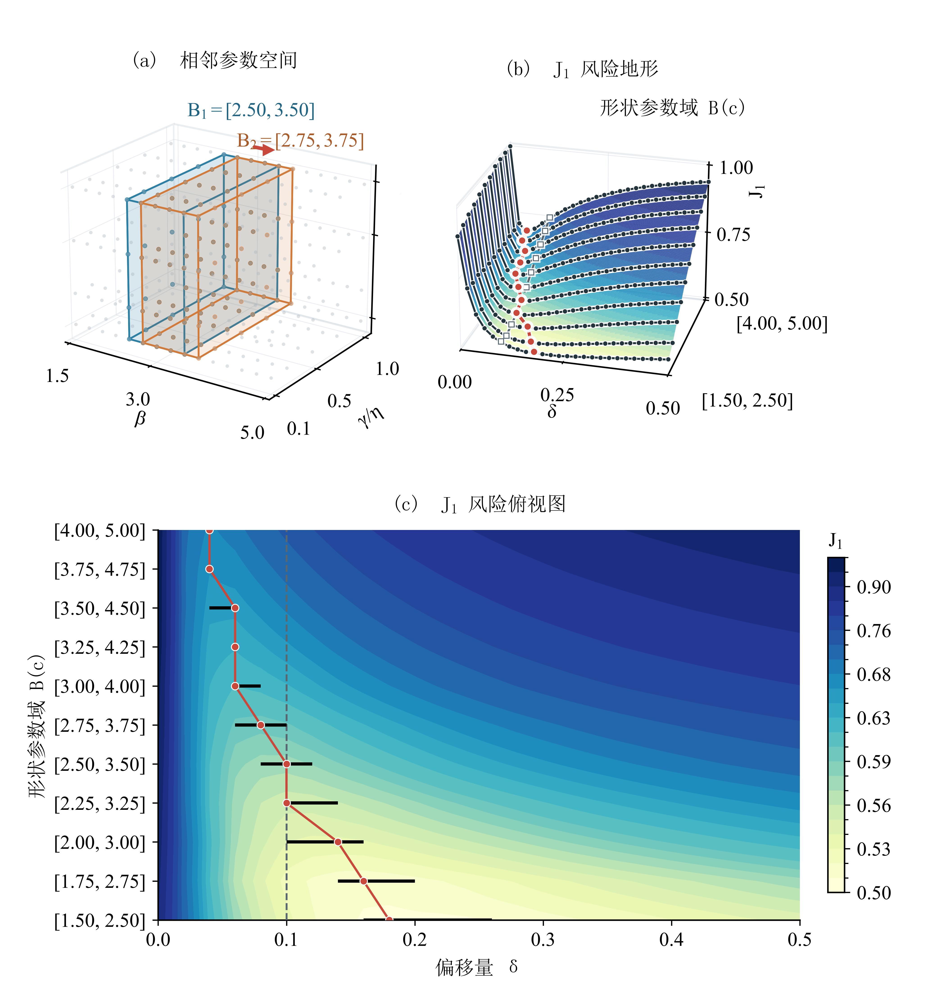 (a) 相邻参数空间
B₁=[2.50, 3.50]
B₂=[2.75, 3.75]
1.5
3.0
5.0
β
0.1
0.5
1.0
γ/η
(b) J₁ 风险地形
形状参数域 B(c)
1.00
0.75
0.50
J₁
[4.00, 5.00]
[1.50, 2.50]
0.00
0.25
0.50
δ
(c) J₁ 风险俯视图
[4.00, 5.00]
[3.75, 4.75]
[3.50, 4.50]
[3.25, 4.25]
[3.00, 4.00]
[2.75, 3.75]
[2.50, 3.50]
[2.25, 3.25]
[2.00, 3.00]
[1.75, 2.75]
[1.50, 2.50]
形状参数域 B(c)
0.0 0.1 0.2 0.3 0.4 0.5
偏移量 δ
J₁
0.90
0.76
0.68
0.63
0.59
0.56
0.53
0.50